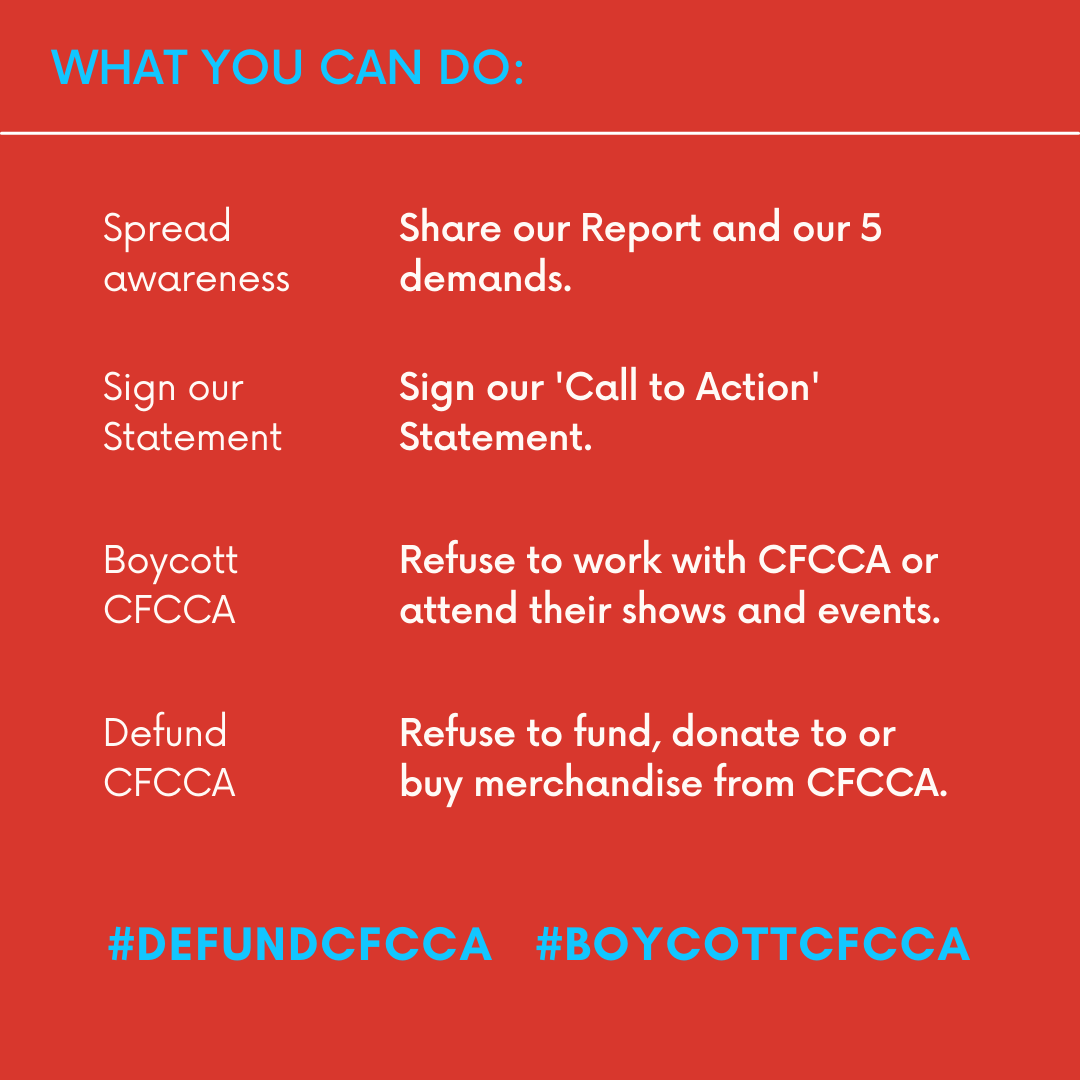 WHAT YOU CAN DO:
Spread
awareness
Share our Report and our 5
demands.
Sign our
Statement
Sign our 'Call to Action'
Statement.
Boycott
CFCCA
Refuse to work with CFCCA or
attend their shows and events.
Defund
CFCCA
Refuse to fund, donate to or
buy merchandise from CFCCA.
#DEFUNDCFCCA #BOYCOTTCFCCA